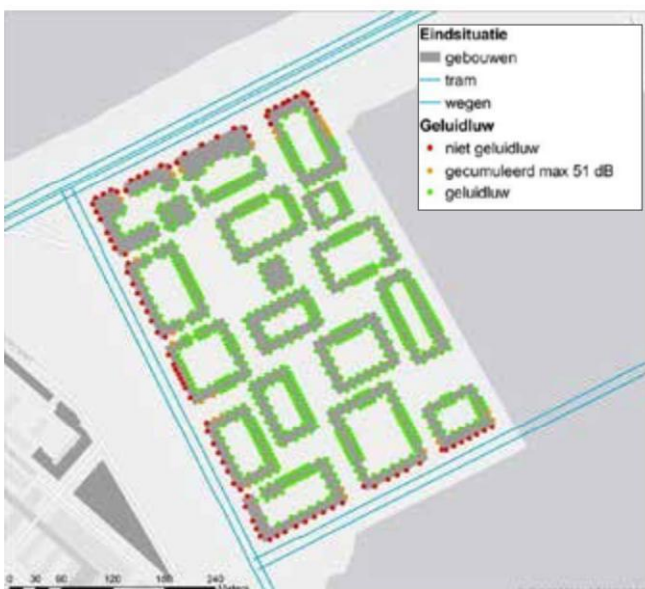 Eindsituatie
gebouwen
tram
wegen
Geluidluw
niet geluidluw
gecumuleerd max 51 dB
geluidluw
0 30 60 120 180 240